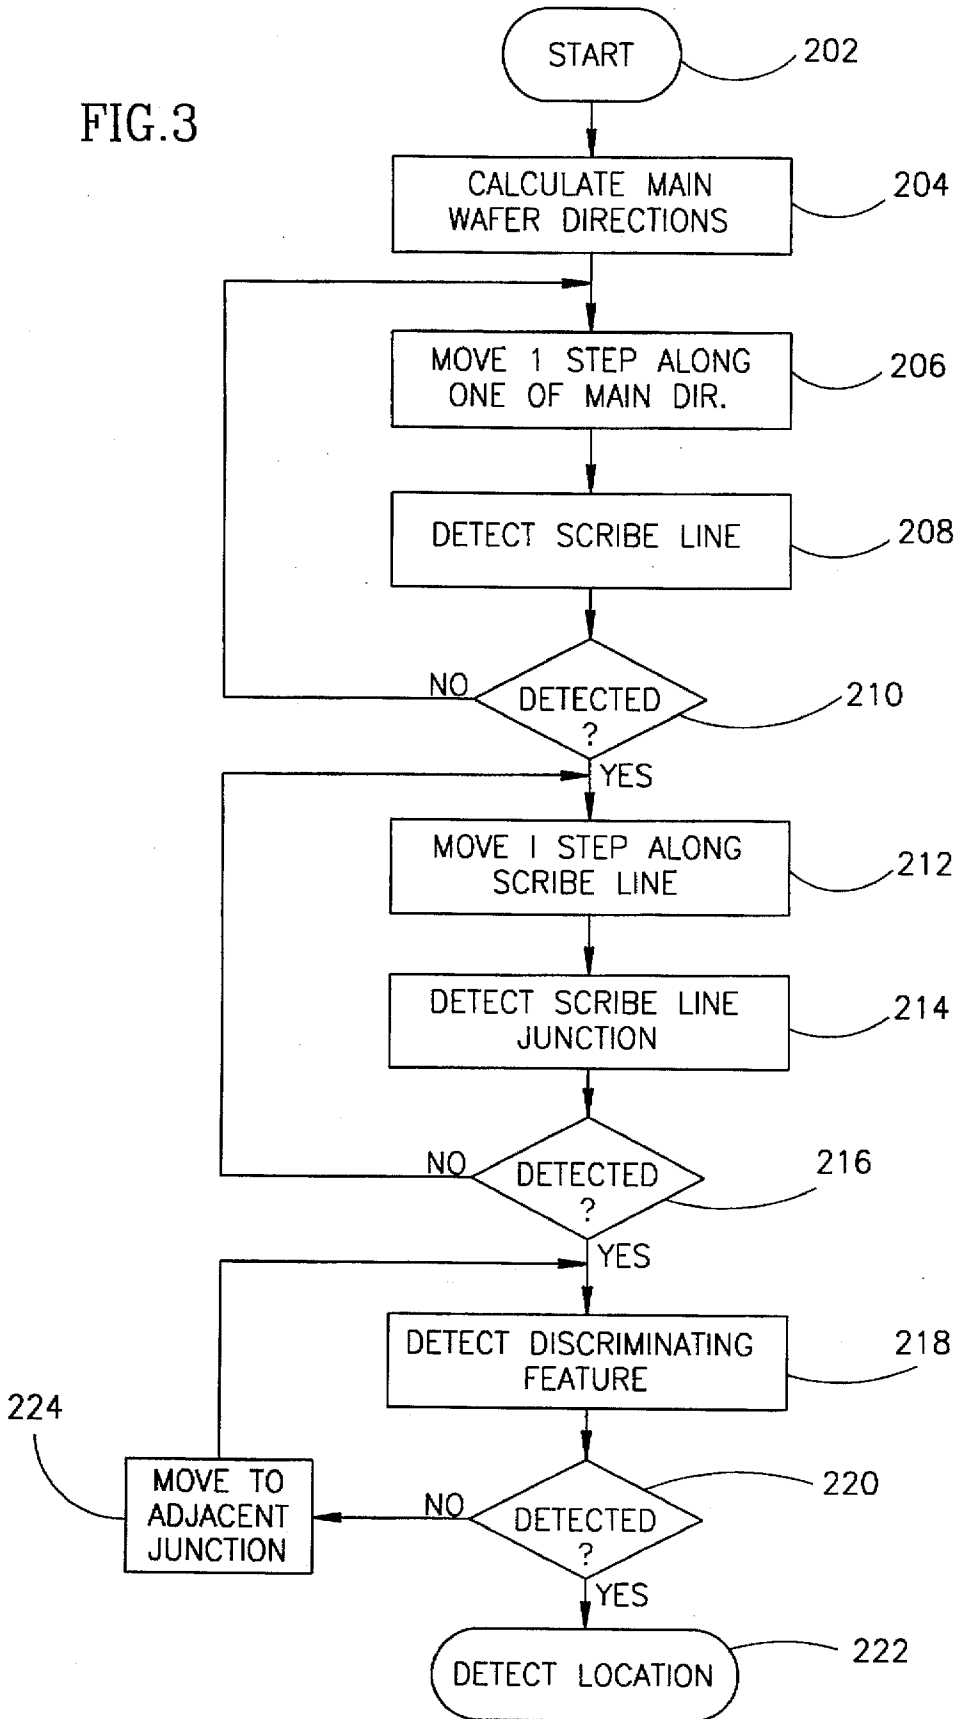 FIG.3
START
202
CALCULATE MAIN
WAFER DIRECTIONS
204
MOVE 1 STEP ALONG
ONE OF MAIN DIR.
206
DETECT SCRIBE LINE
208
NO
DETECTED
?
210
YES
MOVE I STEP ALONG
SCRIBE LINE
212
DETECT SCRIBE LINE
JUNCTION
214
NO
DETECTED
?
216
YES
DETECT DISCRIMINATING
FEATURE
218
224
MOVE TO
ADJACENT
JUNCTION
NO
DETECTED
?
220
YES
DETECT LOCATION
222